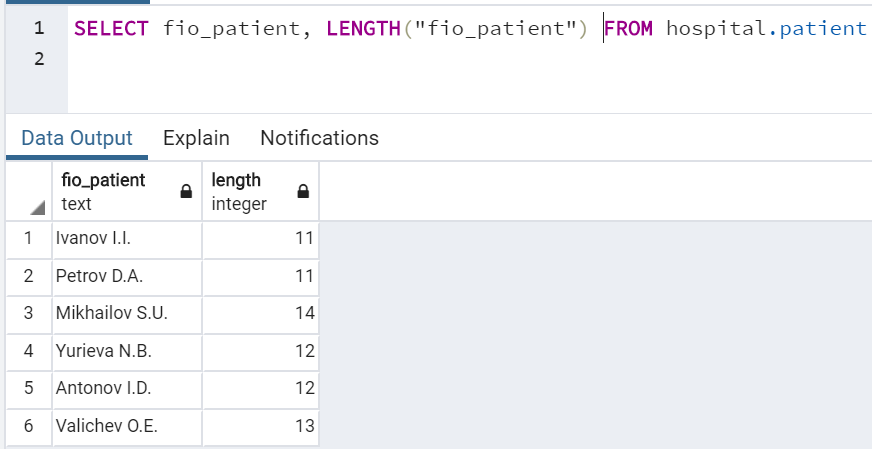 1 SELECT fio_patient, LENGTH("fio_patient") FROM hospital.patient
2
Data Output Explain Notifications
fio_patient length
text integer
1 Ivanov I.I. 11
2 Petrov D.A. 11
3 Mikhailov S.U. 14
4 Yurieva N.B. 12
5 Antonov I.D. 12
6 Valichev O.E. 13